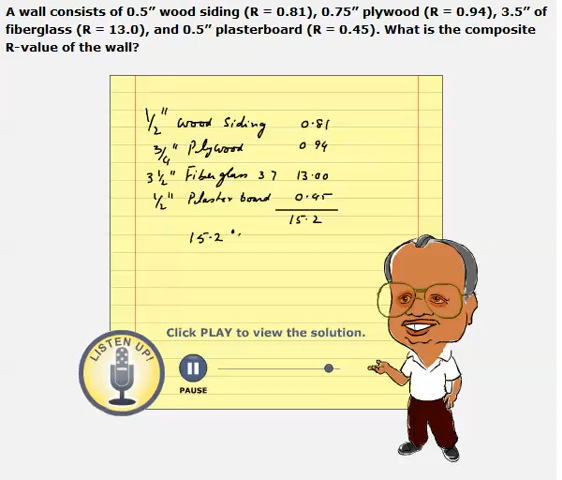 A wall consists of 0.5” wood siding (R = 0.81), 0.75” plywood (R = 0.94), 3.5” of
fiberglass (R = 13.0), and 0.5” plasterboard (R = 0.45). What is the composite
R-value of the wall?
1/2" wood siding 0.81
3/4" Plywood 0.94
3 1/2" Fiberglass 37 13.00
1/2" Plaster board 0.45
15.2
15.2
Click PLAY to view the solution.
LISTEN UP!
PAUSE